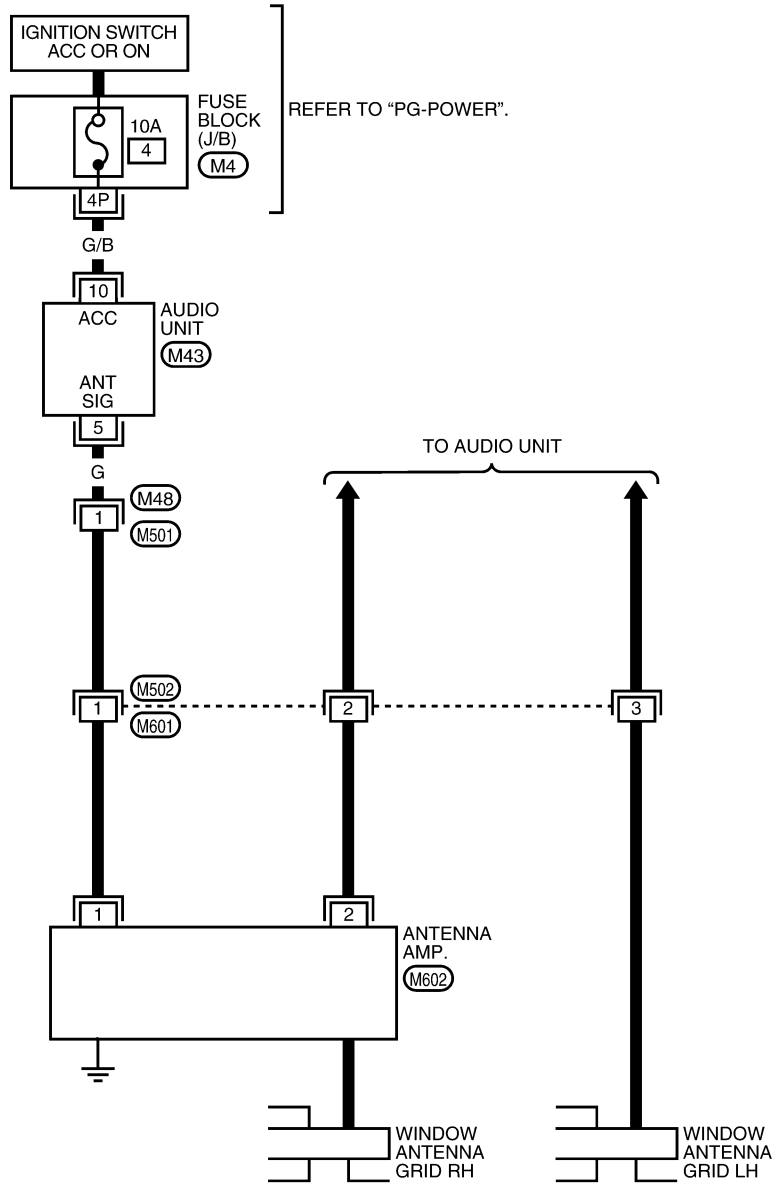 IGNITION SWITCH
ACC OR ON
FUSE
BLOCK
(J/B)
M4
10A
4
REFER TO “PG-POWER”.
4P
G/B
10
ACC
AUDIO
UNIT
M43
ANT
SIG
5
G
TO AUDIO UNIT
M48
1
M501
M502
1
2
3
M601
1
2
ANTENNA
AMP.
M602
WINDOW
ANTENNA
GRID RH
WINDOW
ANTENNA
GRID LH